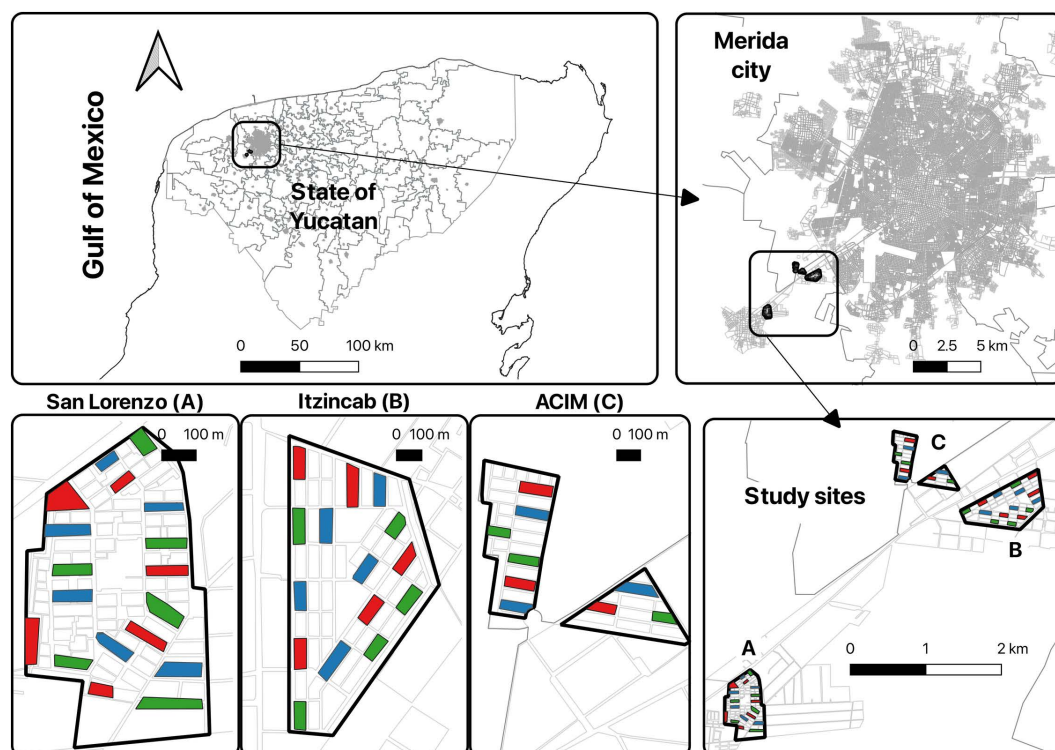 Gulf of Mexico
State of
Yucatan
0 50 100 km
Merida
city
0 2.5 5 km
San Lorenzo (A)
Itzincab (B)
ACIM (C)
0 100 m
0 100 m
0 100 m
C
Study sites
B
A
0 1 2 km